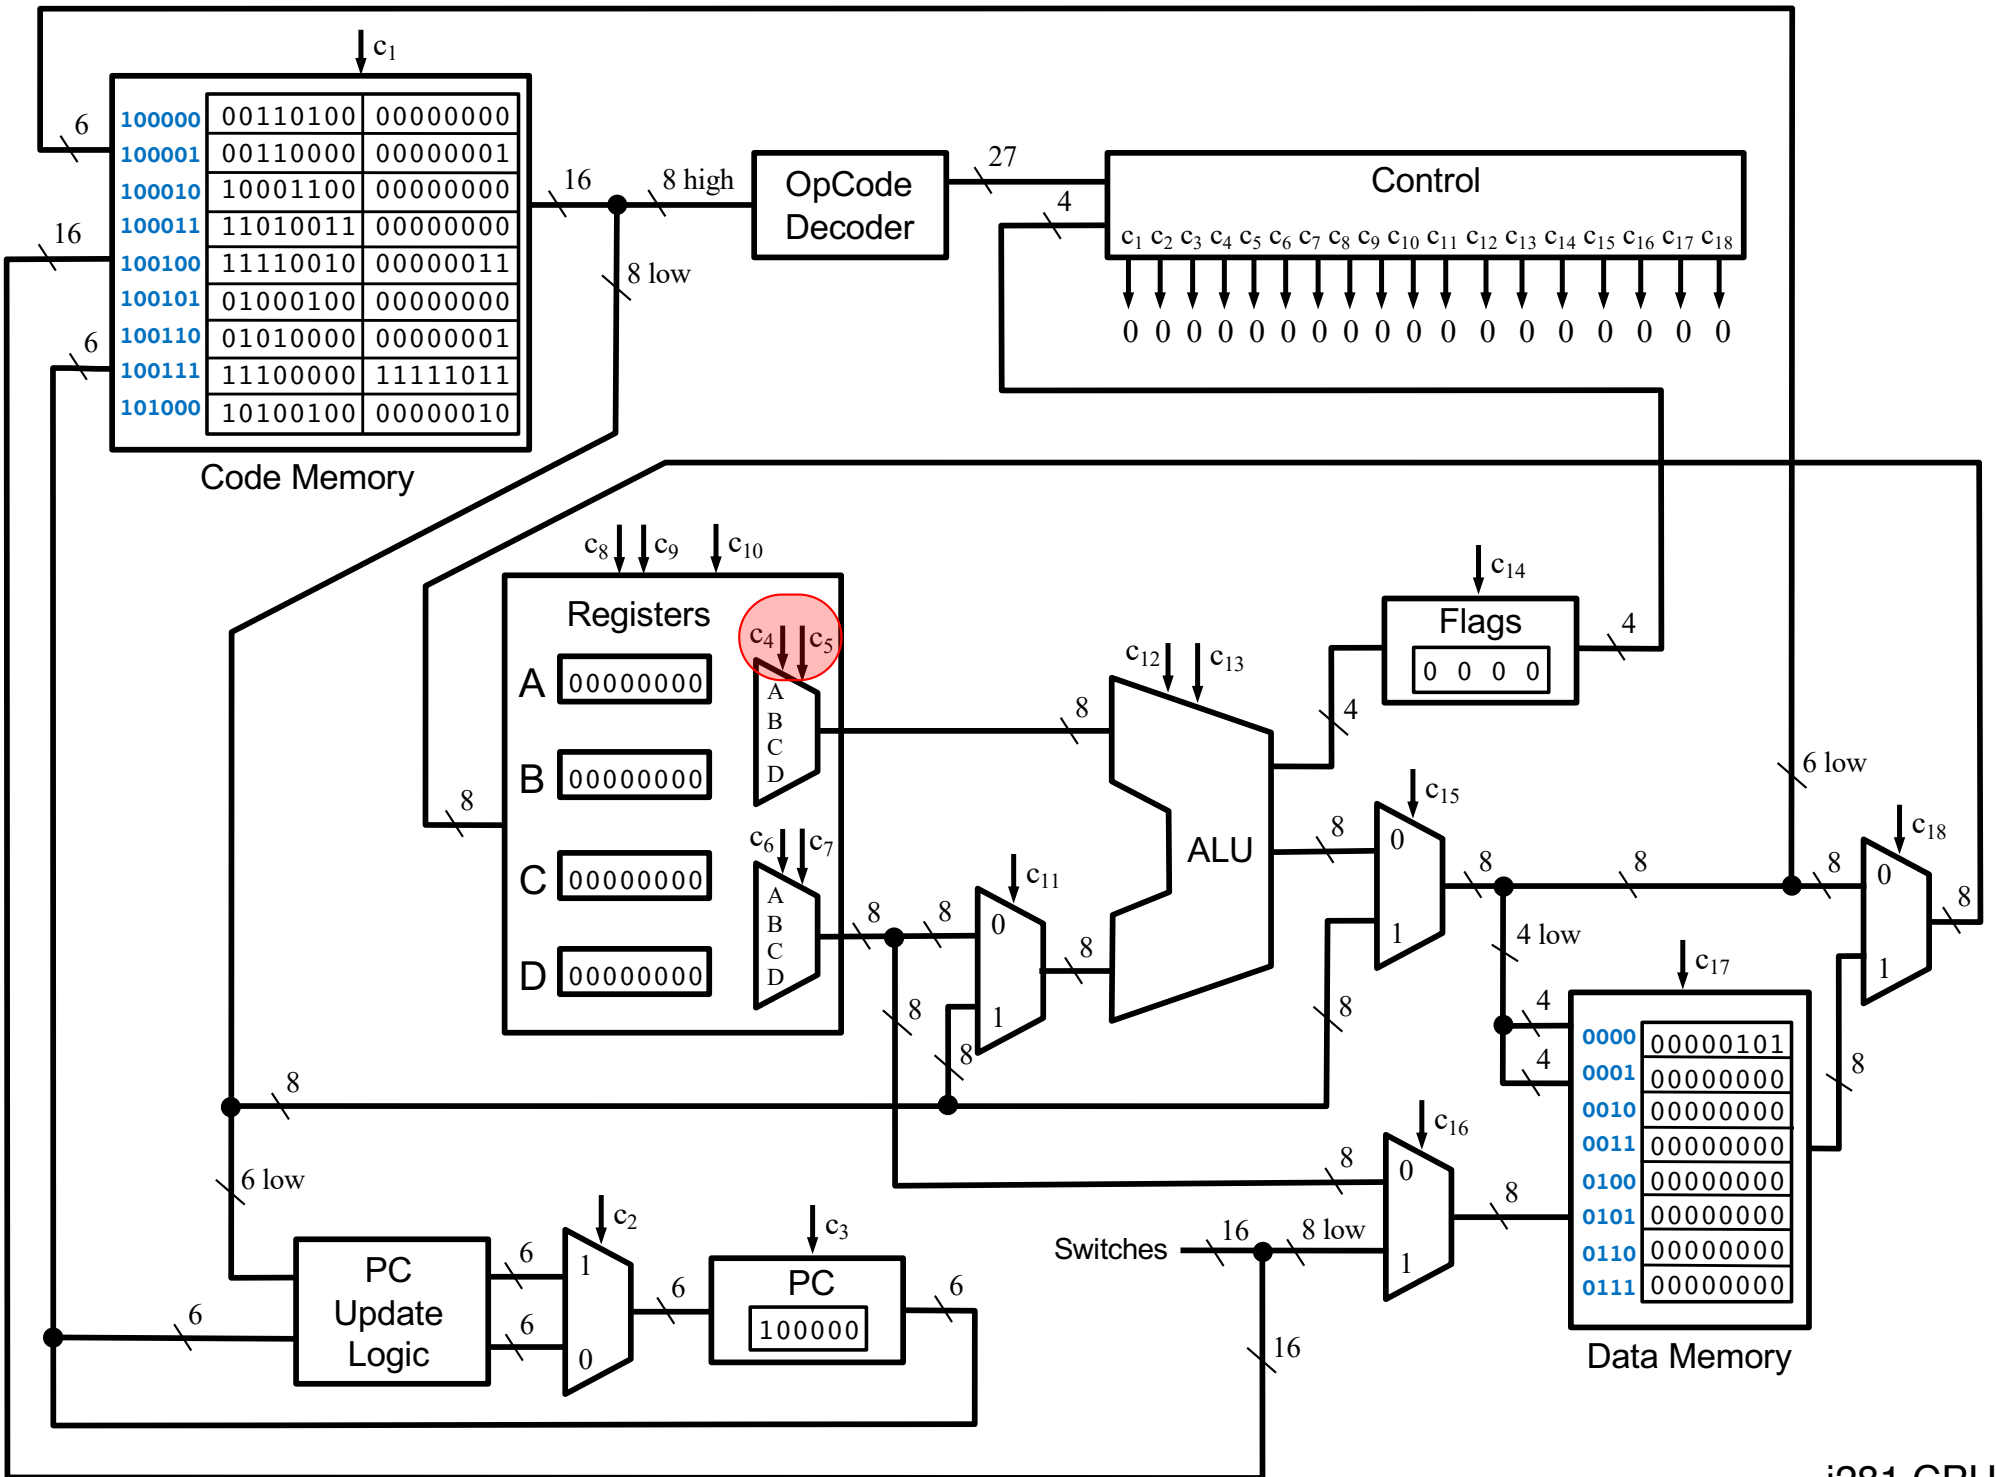 c1
100000 00110100 00000000
100001 00110000 00000001
100010 10001100 00000000
100011 11010011 00000000
100100 11110010 00000011
100101 01000100 00000000
100110 01010000 00000001
100111 11100000 11111011
101000 10100100 00000010
Code Memory
6
16
6
16
8 high
8 low
OpCode
Decoder
27
4
Control
c1 c2 c3 c4 c5 c6 c7 c8 c9 c10 c11 c12 c13 c14 c15 c16 c17 c18
0 0 0 0 0 0 0 0 0 0 0 0 0 0 0 0 0 0
c8 c9 c10
Registers
c4 c5
A 00000000
B 00000000
C 00000000
D 00000000
A
B
C
D
c6 c7
A
B
C
D
8
8
8
8
8
8
c11
0
1
8
8
c12 c13
ALU
c14
Flags
0 0 0 0
4
4
8
c15
0
1
8
8
8
8
6 low
4 low
c18
0
1
8
c17
4
4
0000 00000101
0001 00000000
0010 00000000
0011 00000000
0100 00000000
0101 00000000
0110 00000000
0111 00000000
Data Memory
8
c16
0
1
8
8
Switches
16
8 low
16
6 low
PC
Update
Logic
6
6
6
c2
1
0
6
c3
PC
100000
6